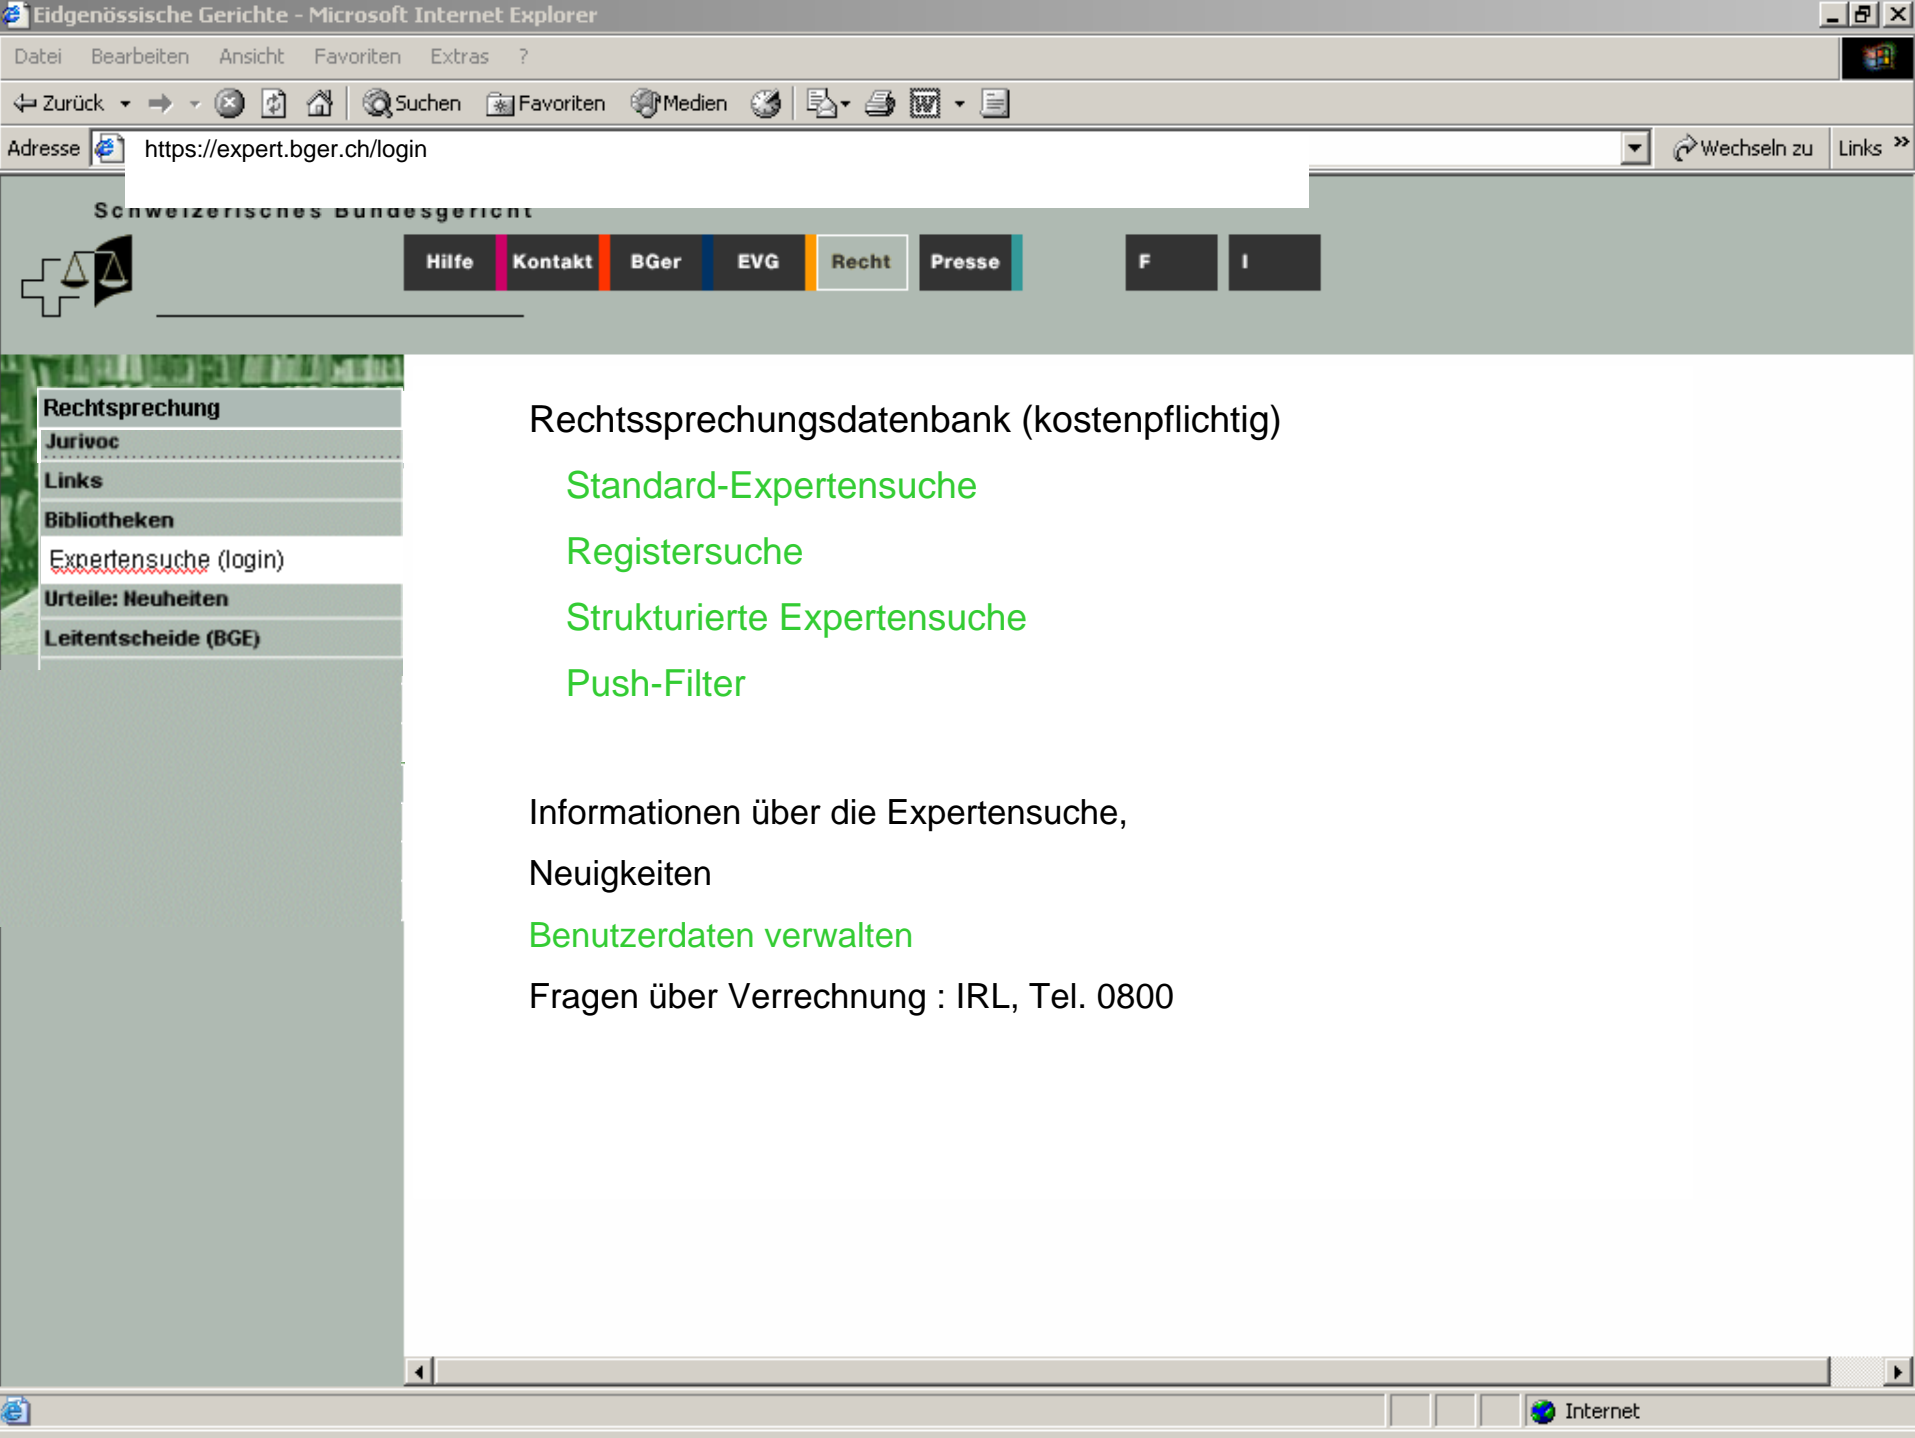 Eidgenössische Gerichte - Microsoft Internet Explorer
Datei Bearbeiten Ansicht Favoriten Extras ?
Zurück Suchen Favoriten Medien W
Adresse https://expert.bger.ch/login Wechseln zu Links »
Schweizerisches Bundesgericht
Hilfe Kontakt BGer EVG Recht Presse F I
Rechtsprechung
Jurivoc
Links
Bibliotheken
Expertensuche (login)
Urteile: Neuheiten
Leitentscheide (BGE)
Rechtssprechungsdatenbank (kostenpflichtig)
Standard-Expertensuche
Registersuche
Strukturierte Expertensuche
Push-Filter
Informationen über die Expertensuche,
Neuigkeiten
Benutzerdaten verwalten
Fragen über Verrechnung : IRL, Tel. 0800
Internet